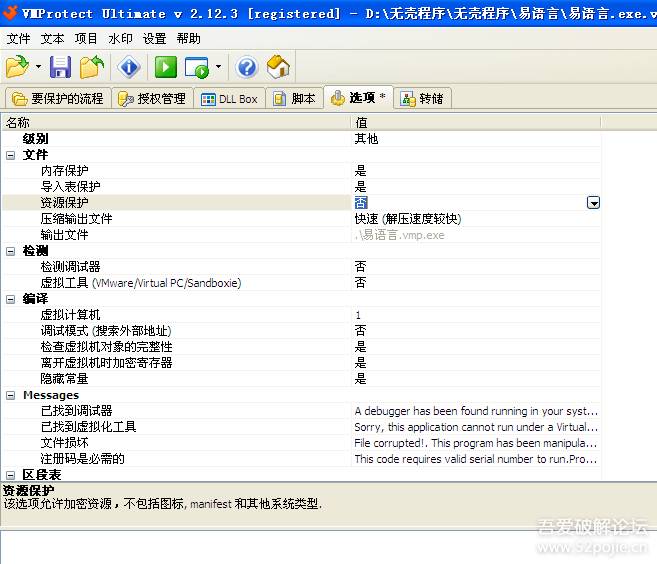 VMProtect Ultimate v 2.12.3 [registered] - D:\无壳程序\无壳程序\易语言\易语言.exe.v
文件 文本 项目 水印 设置 帮助
要保护的流程 授权管理 DLL Box 脚本 选项 * 转储
名称 值
级别 其他
文件
内存保护 是
导入表保护 是
资源保护 否
压缩输出文件 快速 (解压速度较快)
输出文件 .\易语言.vmp.exe
检测
检测调试器 否
虚拟工具 (VMware/Virtual PC/Sandboxie) 否
编译
虚拟计算机 1
调试模式 (搜索外部地址) 否
检查虚拟机对象的完整性 是
离开虚拟机时加密寄存器 是
隐藏常量 是
Messages
已找到调试器 A debugger has been found running in your syst...
已找到虚拟化工具 Sorry, this application cannot run under a Virtual...
文件损坏 File corrupted!. This program has been manipula...
注册码是必需的 This code requires valid serial number to run.Pro...
区段表
资源保护
该选项允许加密资源，不包括图标, manifest 和其他系统类型.
吾爱破解论坛
www.52pojie.cn